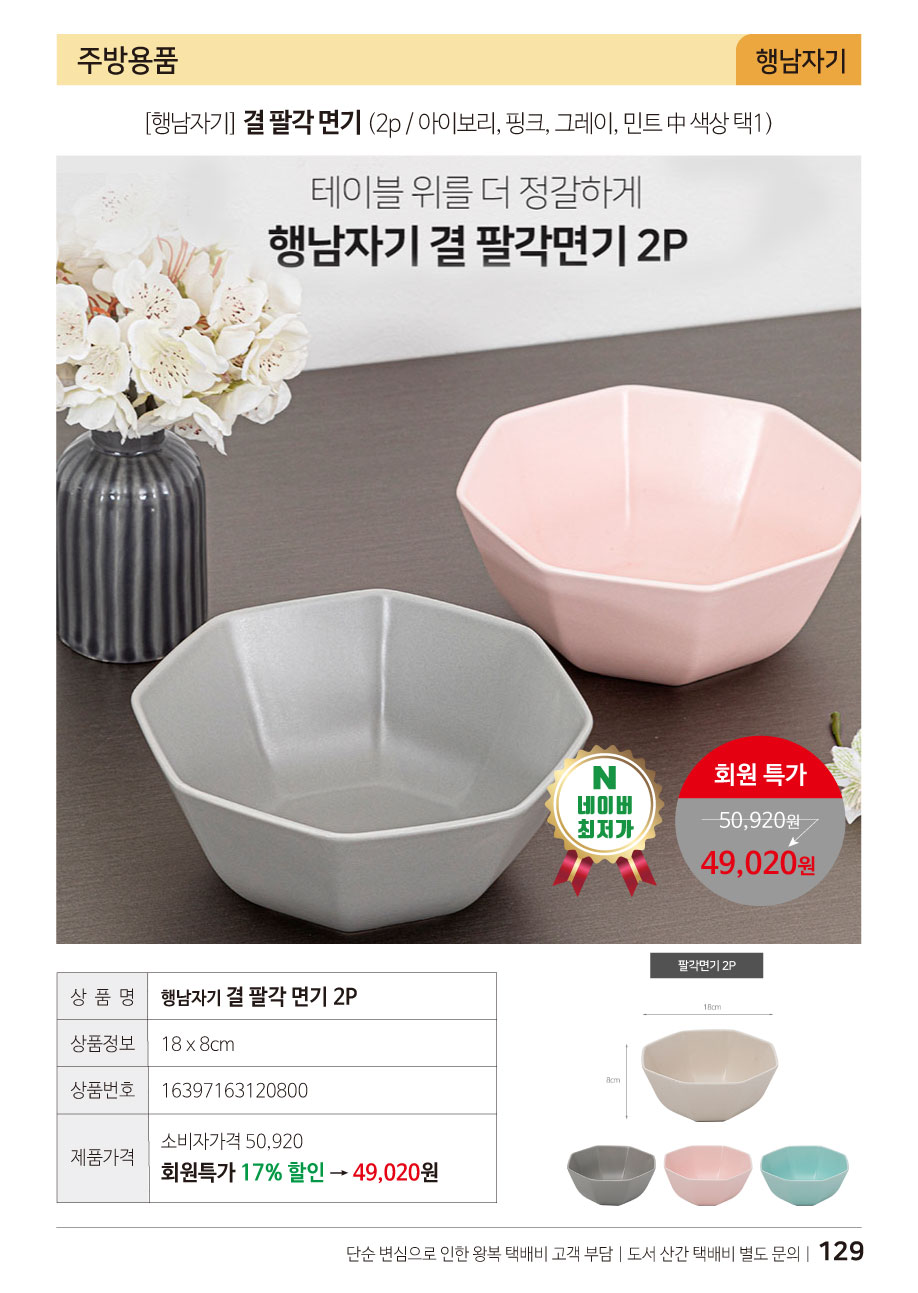 주방용품
행남자기
[행남자기] 결 팔각 면기 (2p / 아이보리, 핑크, 그레이, 민트 中 색상 택1)
테이블 위를 더 정갈하게
행남자기 결 팔각면기 2P
N
네이버
최저가
회원 특가
50,920원
49,020원
상 품 명 행남자기 결 팔각 면기 2P
상품정보 18 x 8cm
상품번호 16397163120800
제품가격 소비자가격 50,920
회원특가 17% 할인 → 49,020원
팔각면기 2P
18cm
8cm
단순 변심으로 인한 왕복 택배비 고객 부담 | 도서 산간 택배비 별도 문의 | 129